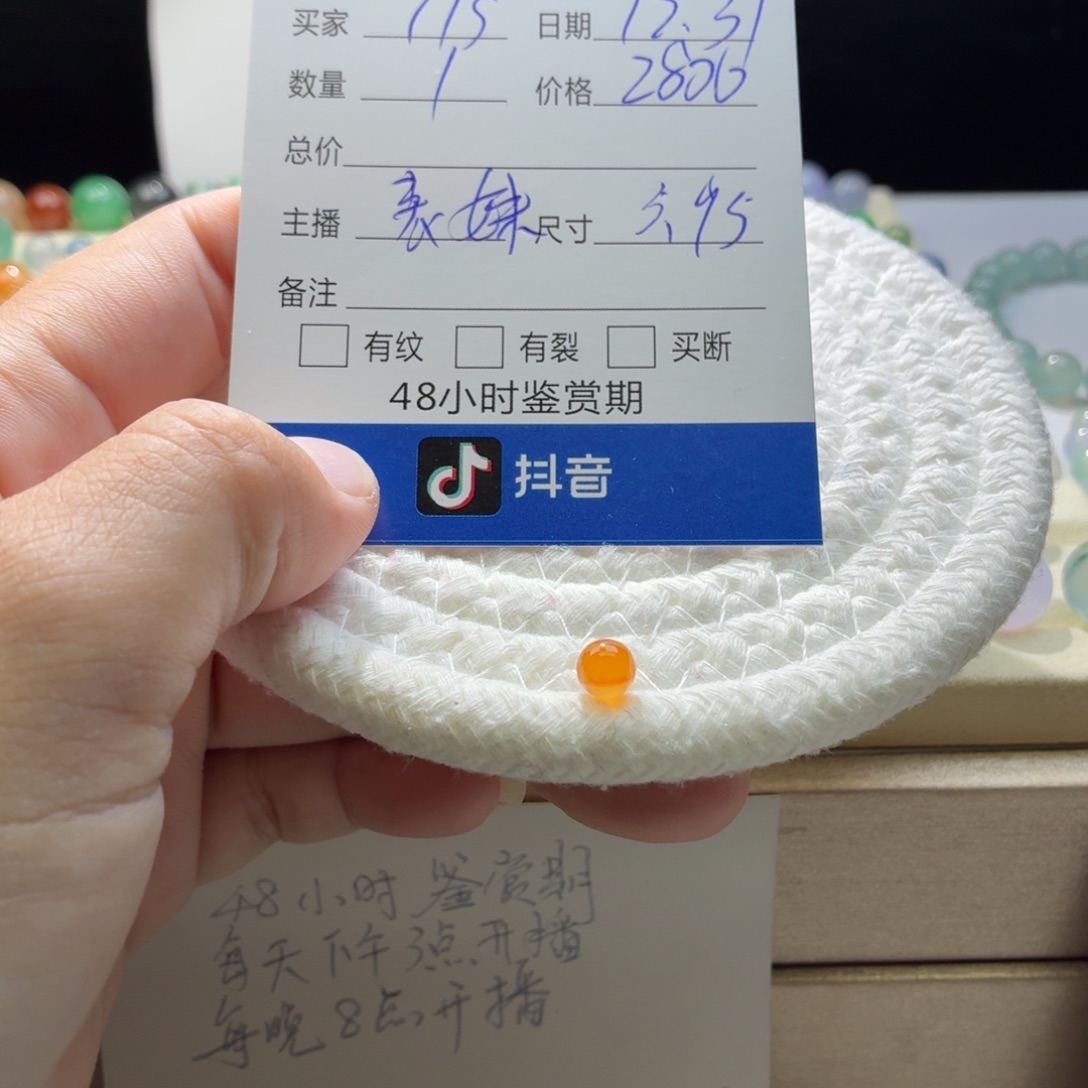 买家 115 日期 12.31
数量 1 价格 2800
总价
主播 表妹 尺寸 6.95
备注
有纹 有裂 买断
48小时鉴赏期
抖音
48小时鉴赏期
每天下午3点开播
每晚8点开播